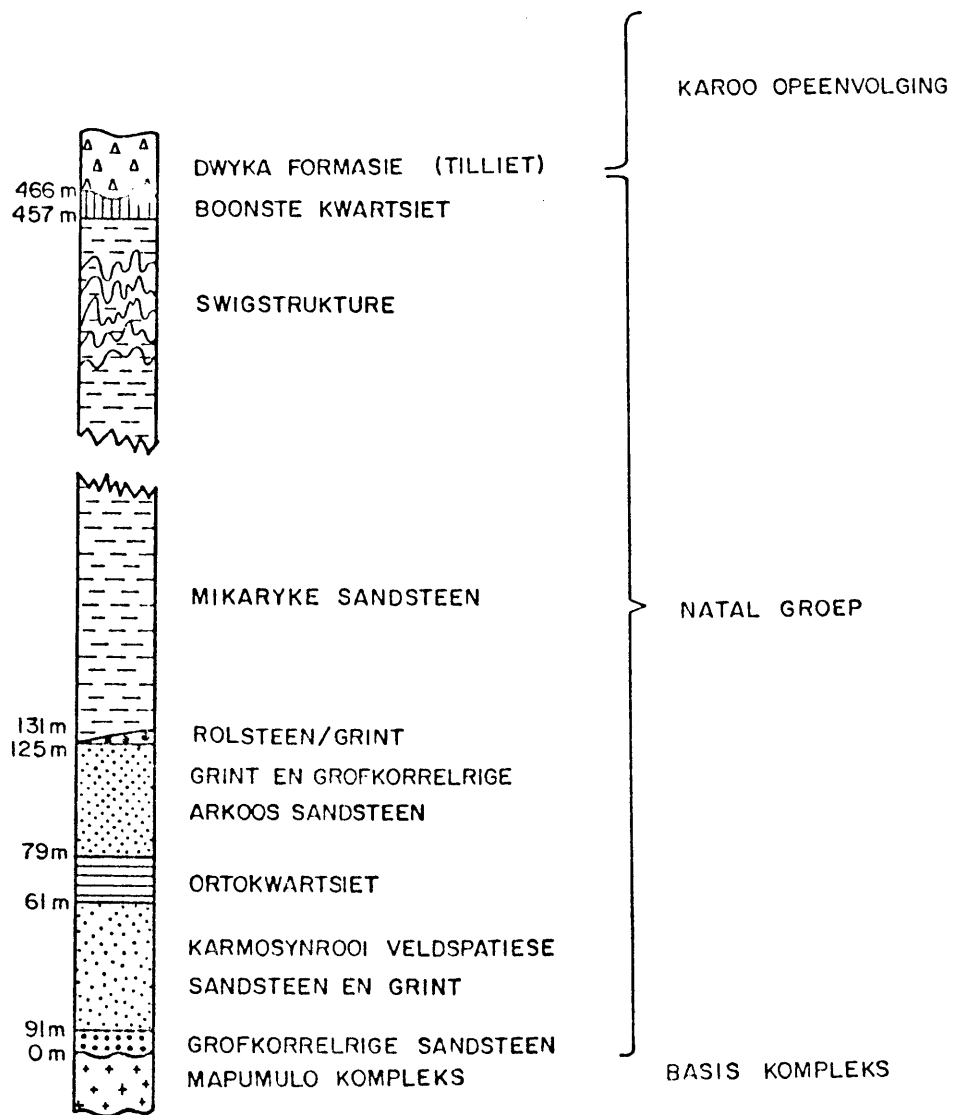 KAROO OPEENVOLGING
DWYKA FORMASIE (TILLIET)
466 m
457 m
BOONSTE KWARTSIET
SWIGSTRUKTURE
MIKARYKE SANDSTEEN
NATAL GROEP
131 m
125 m
ROLSTEEN/GRINT
GRINT EN GROFKORRELRIGE
ARKOOS SANDSTEEN
79 m
ORTOKWARTSIET
61 m
KARMOSYNROOI VELDSPATIESE
SANDSTEEN EN GRINT
91 m
0 m
GROFKORRELRIGE SANDSTEEN
MAPUMULO KOMPLEKS
BASIS KOMPLEKS